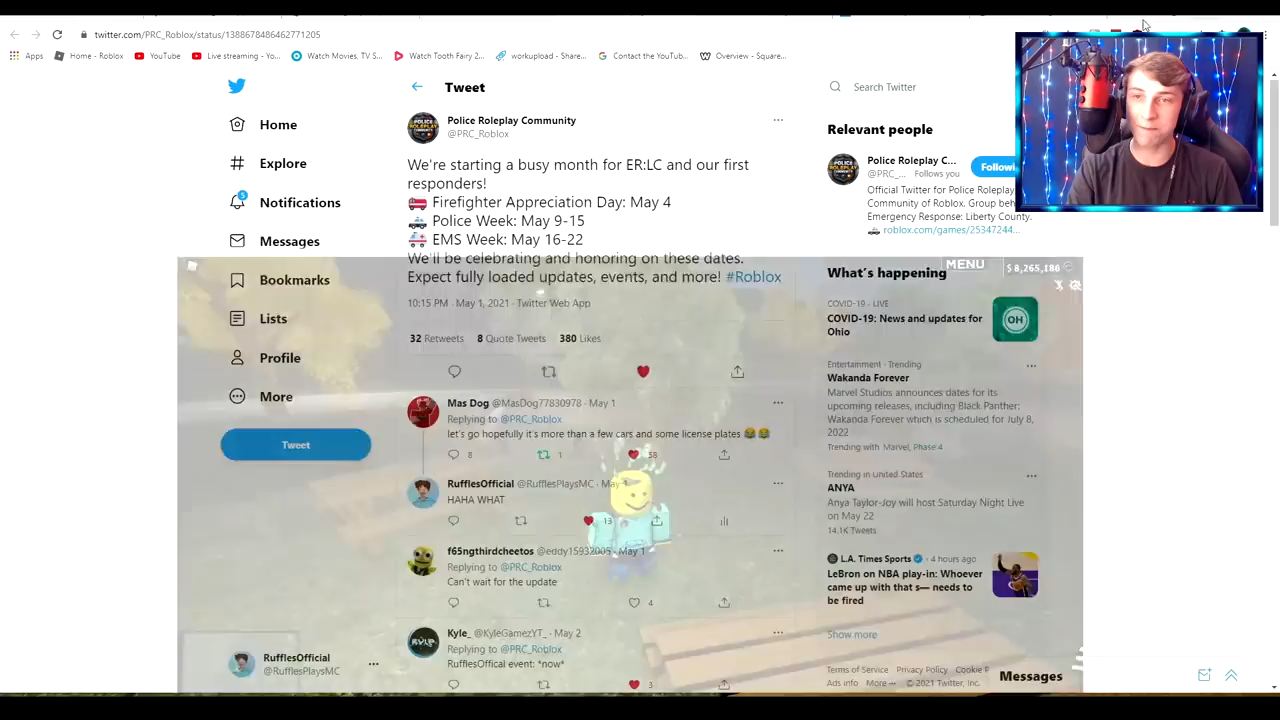 twitter.com/PRC_Roblox/status/1388678486462771205
Apps
Home - Roblox
YouTube
Live streaming - Yo...
Watch Movies, TV S...
Watch Tooth Fairy 2...
workupload - Share...
Contact the YouTub...
Overview - Square...
Home
Explore
5
Notifications
Messages
Bookmarks
Lists
Profile
More
Tweet
RufflesOfficial
@RufflesPlaysMC
Tweet
Police Roleplay Community
@PRC_Roblox
We're starting a busy month for ER:LC and our first
responders!
🚒 Firefighter Appreciation Day: May 4
🚓 Police Week: May 9-15
🚑 EMS Week: May 16-22
We'll be celebrating and honoring on these dates.
Expect fully loaded updates, events, and more! #Roblox
10:15 PM · May 1, 2021 · Twitter Web App
32 Retweets 8 Quote Tweets 380 Likes
Mas Dog @MasDog77830978 · May 1
Replying to @PRC_Roblox
let's go hopefully it's more than a few cars and some license plates 😂😂
8 1 58
RufflesOfficial @RufflesPlaysMC · May 1
HAHA WHAT
13
f65ngthirdcheetos @eddy15932005 · May 1
Replying to @PRC_Roblox
Can't wait for the update
4
Kyle_ @KyleGamezYT_ · May 2
Replying to @PRC_Roblox
RufflesOffical event: *now*
3
Search Twitter
Relevant people
Police Roleplay C...
@PRC_... Follows you
Followi
Official Twitter for Police Roleplay
Community of Roblox. Group beh
Emergency Response: Liberty County.
🚓 roblox.com/games/25347244...
MENU
$ 8,265,186
What's happening
COVID-19 · LIVE
COVID-19: News and updates for
Ohio
OH
Entertainment · Trending
Wakanda Forever
Marvel Studios announces dates for its
upcoming releases, including Black Panther:
Wakanda Forever which is scheduled for July 8,
2022
Trending with Marvel, Phase 4
Trending in United States
ANYA
Anya Taylor-Joy will host Saturday Night Live
on May 22
14.1K Tweets
L.A. Times Sports · 4 hours ago
LeBron on NBA play-in: Whoever
came up with that s— needs to
be fired
Show more
Terms of Service Privacy Policy Cookie P
Ads info More ··· © 2021 Twitter, Inc.
Messages